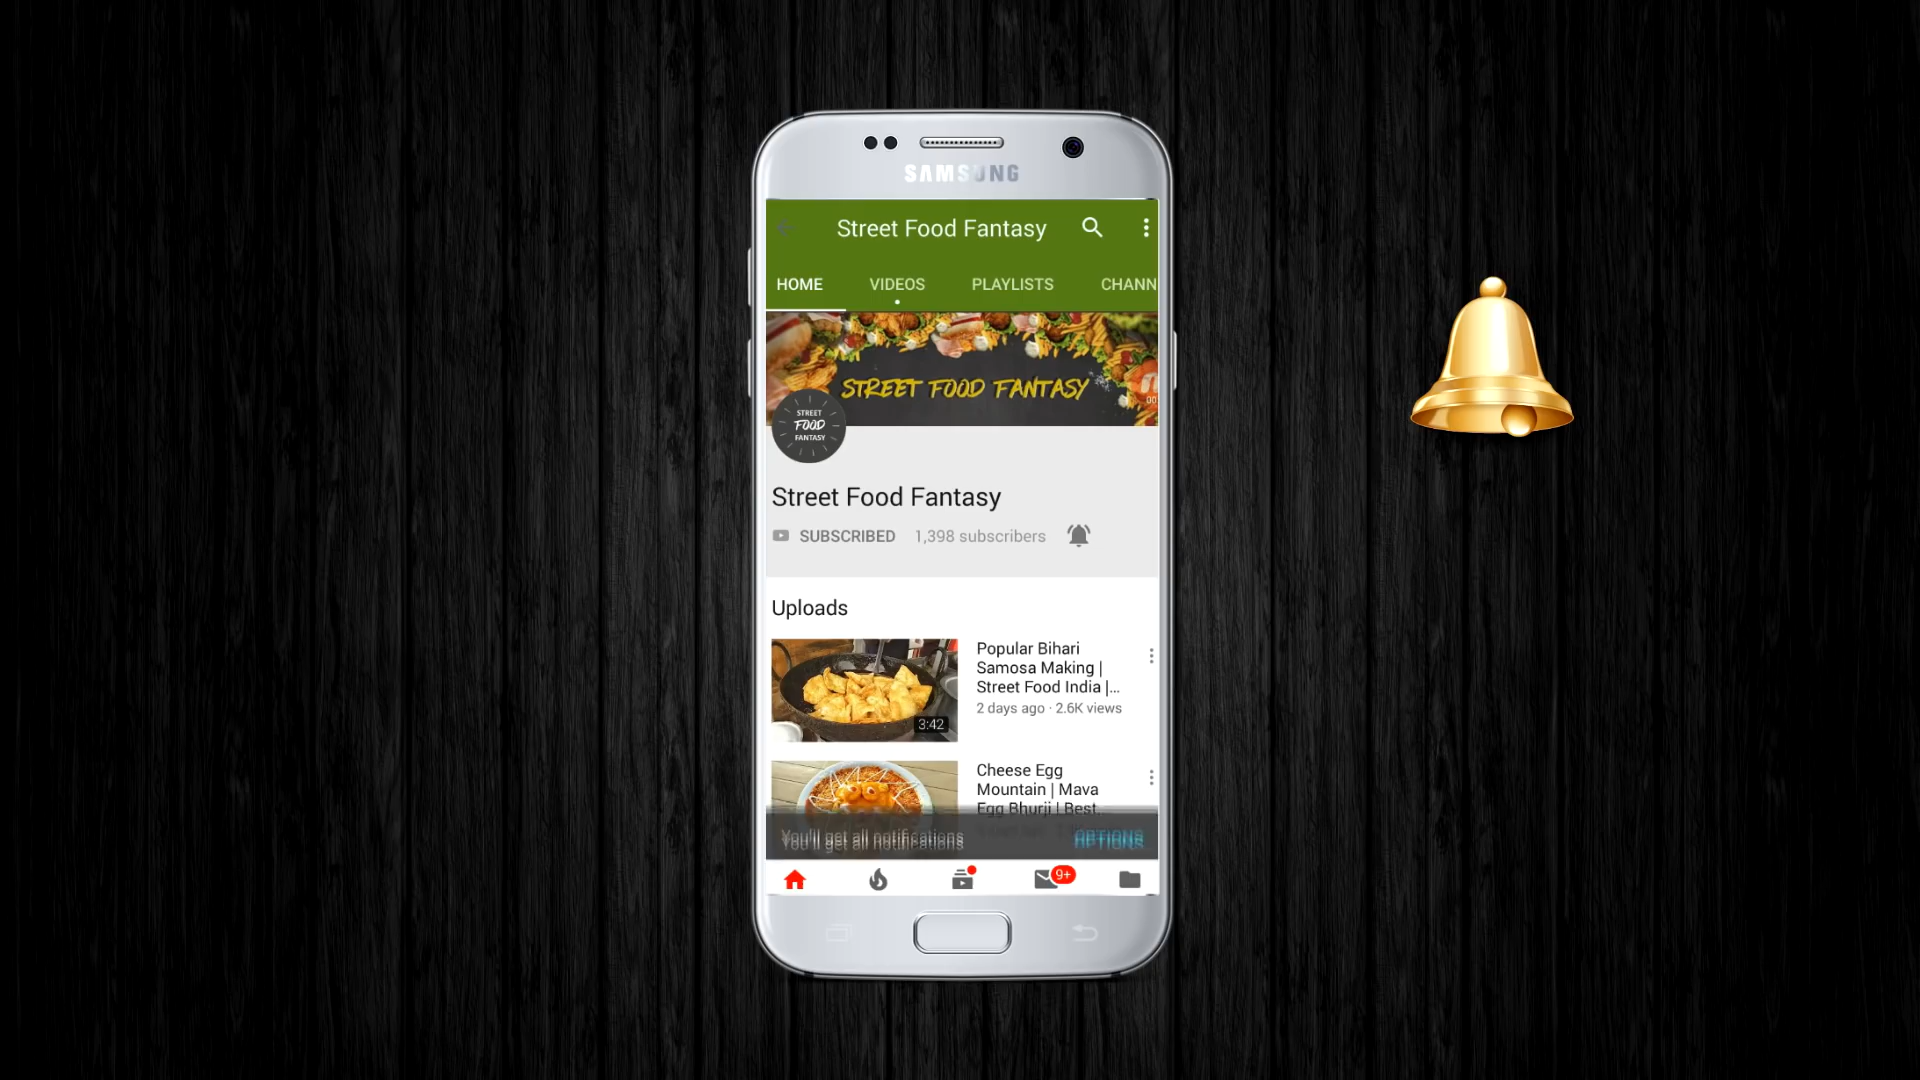 SAMSUNG
Street Food Fantasy
HOME VIDEOS PLAYLISTS CHANN
STREET FOOD FANTASY
00
STREET
FOOD
FANTASY
Street Food Fantasy
SUBSCRIBED 1,398 subscribers
Uploads
Popular Bihari
Samosa Making |
Street Food India |...
2 days ago · 2.6K views
3:42
Cheese Egg
Mountain | Mava
Egg Bhurji | Best...
You'll get all notifications OPTIONS
9+